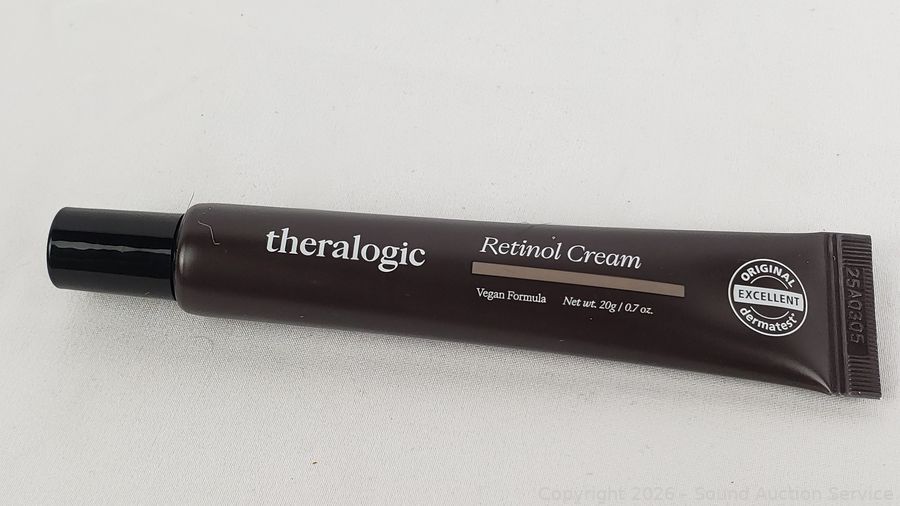 theralogic
Retinol Cream
Vegan Formula
Net wt. 20g / 0.7 oz.
ORIGINAL
EXCELLENT
dermatest®
25A0305
Copyright 2026 - Sound Auction Service